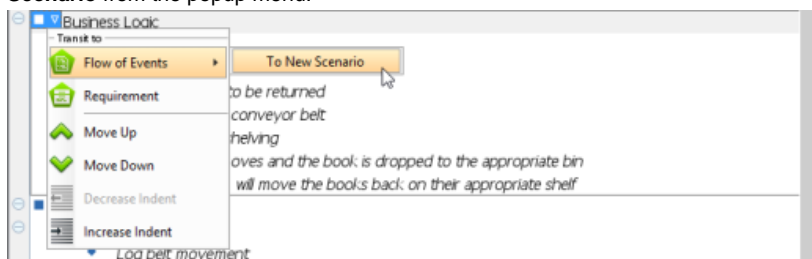 Scenario from the popup menu.
Business Logic
Transit to
Flow of Events
To New Scenario
Requirement
to be returned
conveyor belt
Move Up
helving
Move Down
oves and the book is dropped to the appropriate bin
will move the books back on their appropriate shelf
Decrease Indent
Increase Indent
Log belt movement